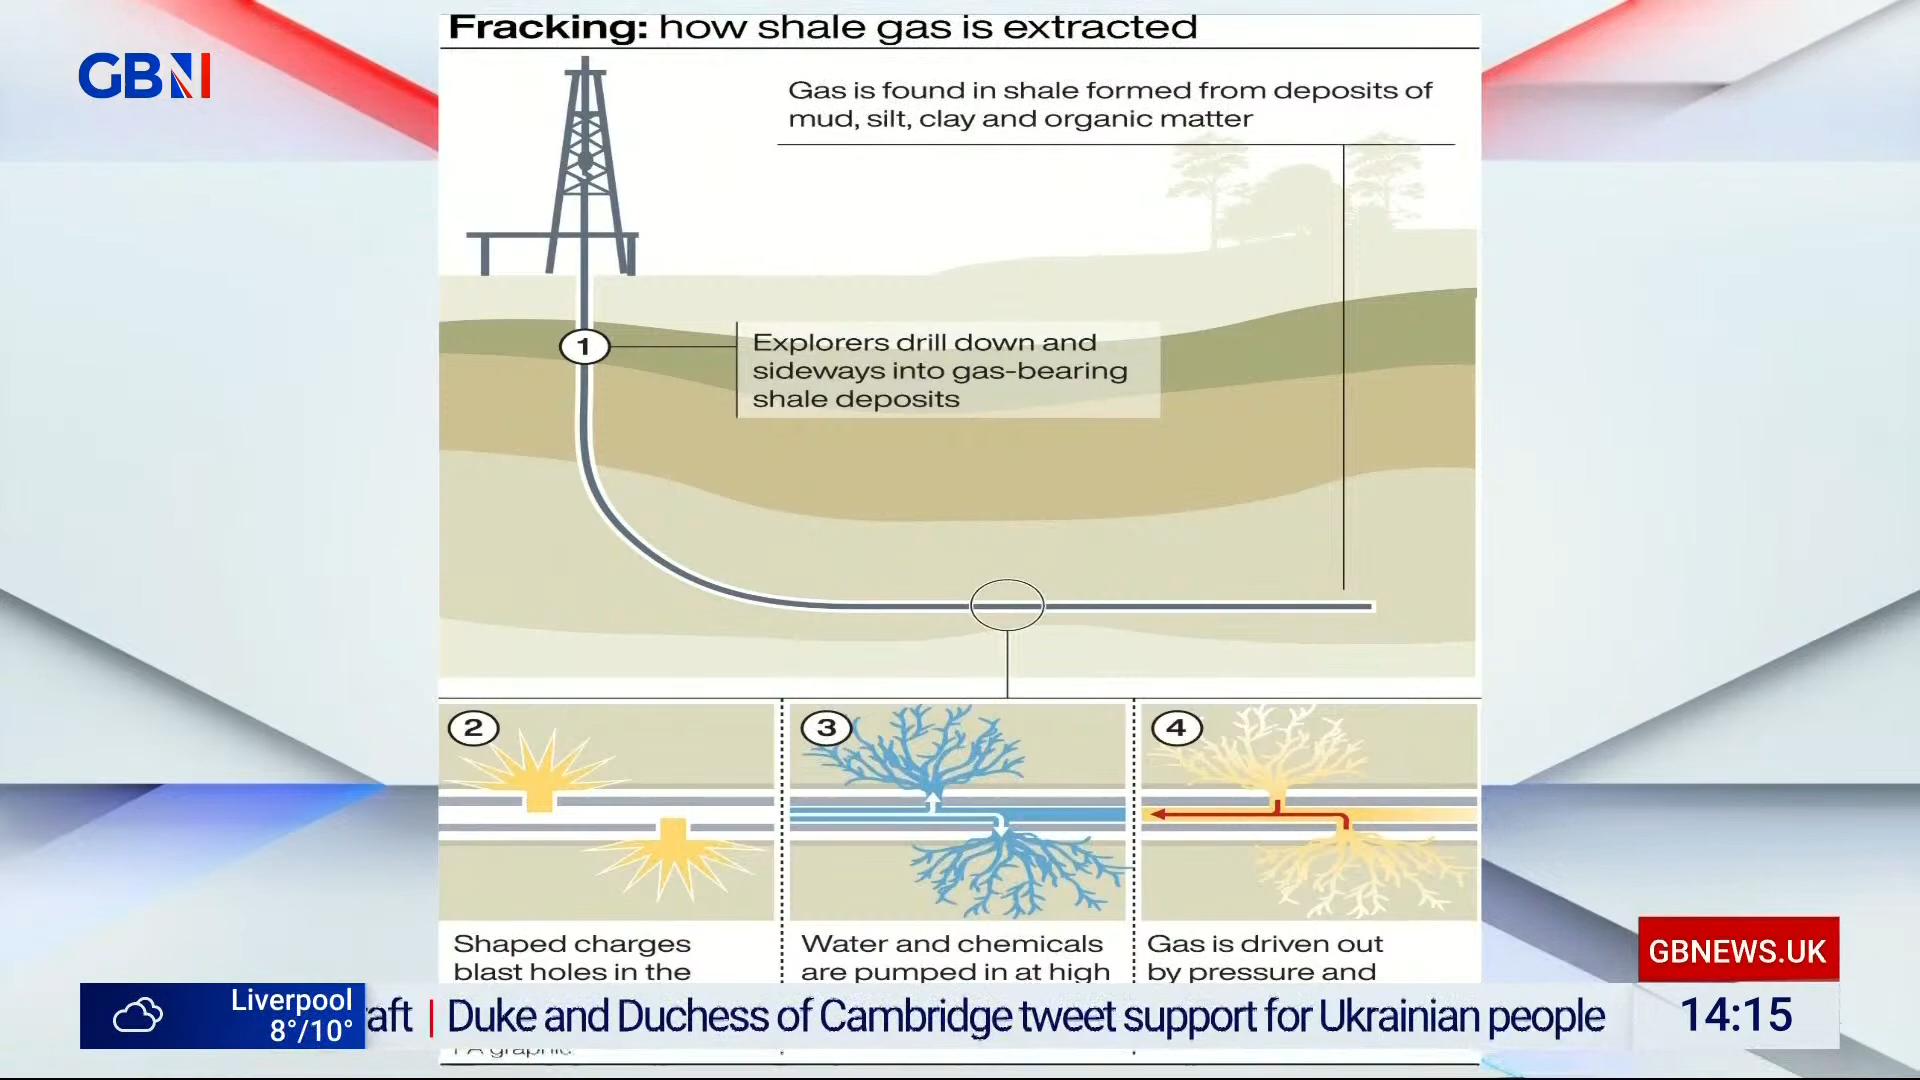 Fracking: how shale gas is extracted
GBN
Gas is found in shale formed from deposits of
mud, silt, clay and organic matter
1
Explorers drill down and
sideways into gas-bearing
shale deposits
2
3
4
Shaped charges
blast holes in the
Water and chemicals
are pumped in at high
Gas is driven out
by pressure and
GBNEWS.UK
Liverpool
8°/10°
Duke and Duchess of Cambridge tweet support for Ukrainian people
14:15